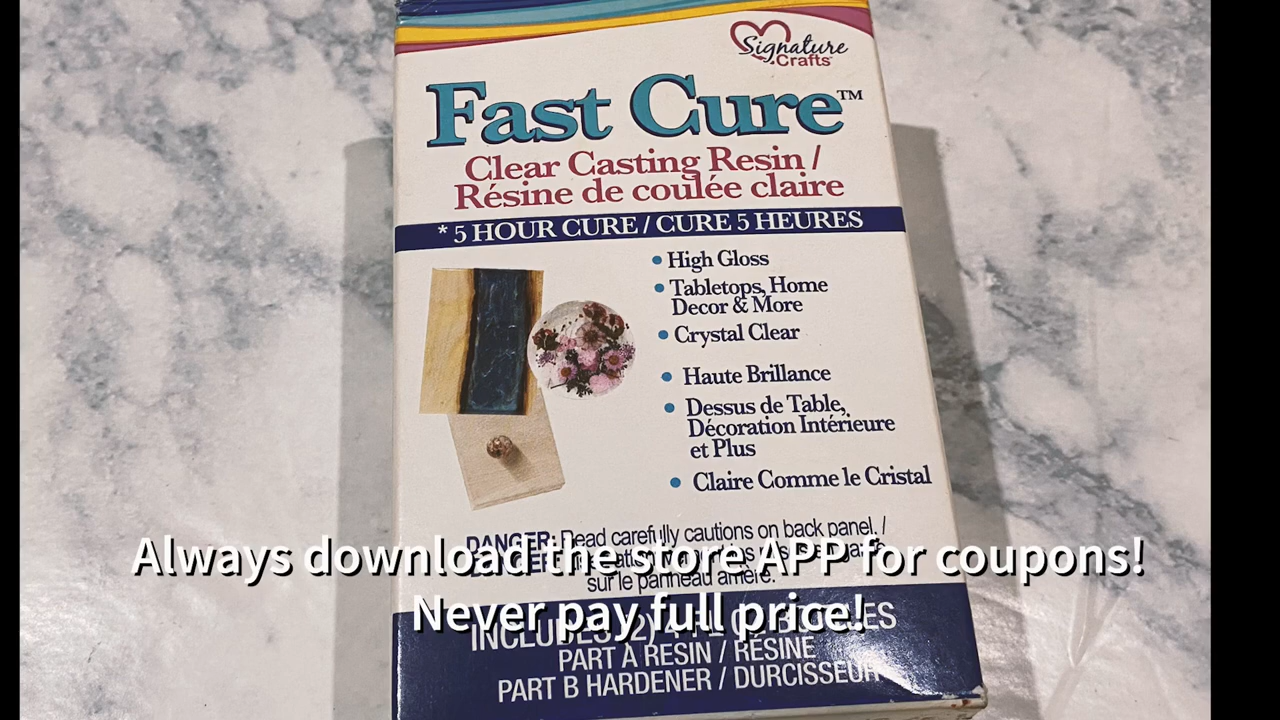 Signature
Crafts
Fast Cure™
Clear Casting Resin /
Résine de coulée claire
* 5 HOUR CURE / CURE 5 HEURES
• High Gloss
• Tabletops, Home
Decor & More
• Crystal Clear
• Haute Brillance
• Dessus de Table,
Décoration Intérieure
et Plus
• Claire Comme le Cristal
DANGER: Read carefully cautions on back panel. /
sur le panneau arrière.
Always download the store APP for coupons!
Never pay full price!
INCLUDES (2) 4
PART A RESIN / RÉSINE
PART B HARDENER / DURCISSEUR